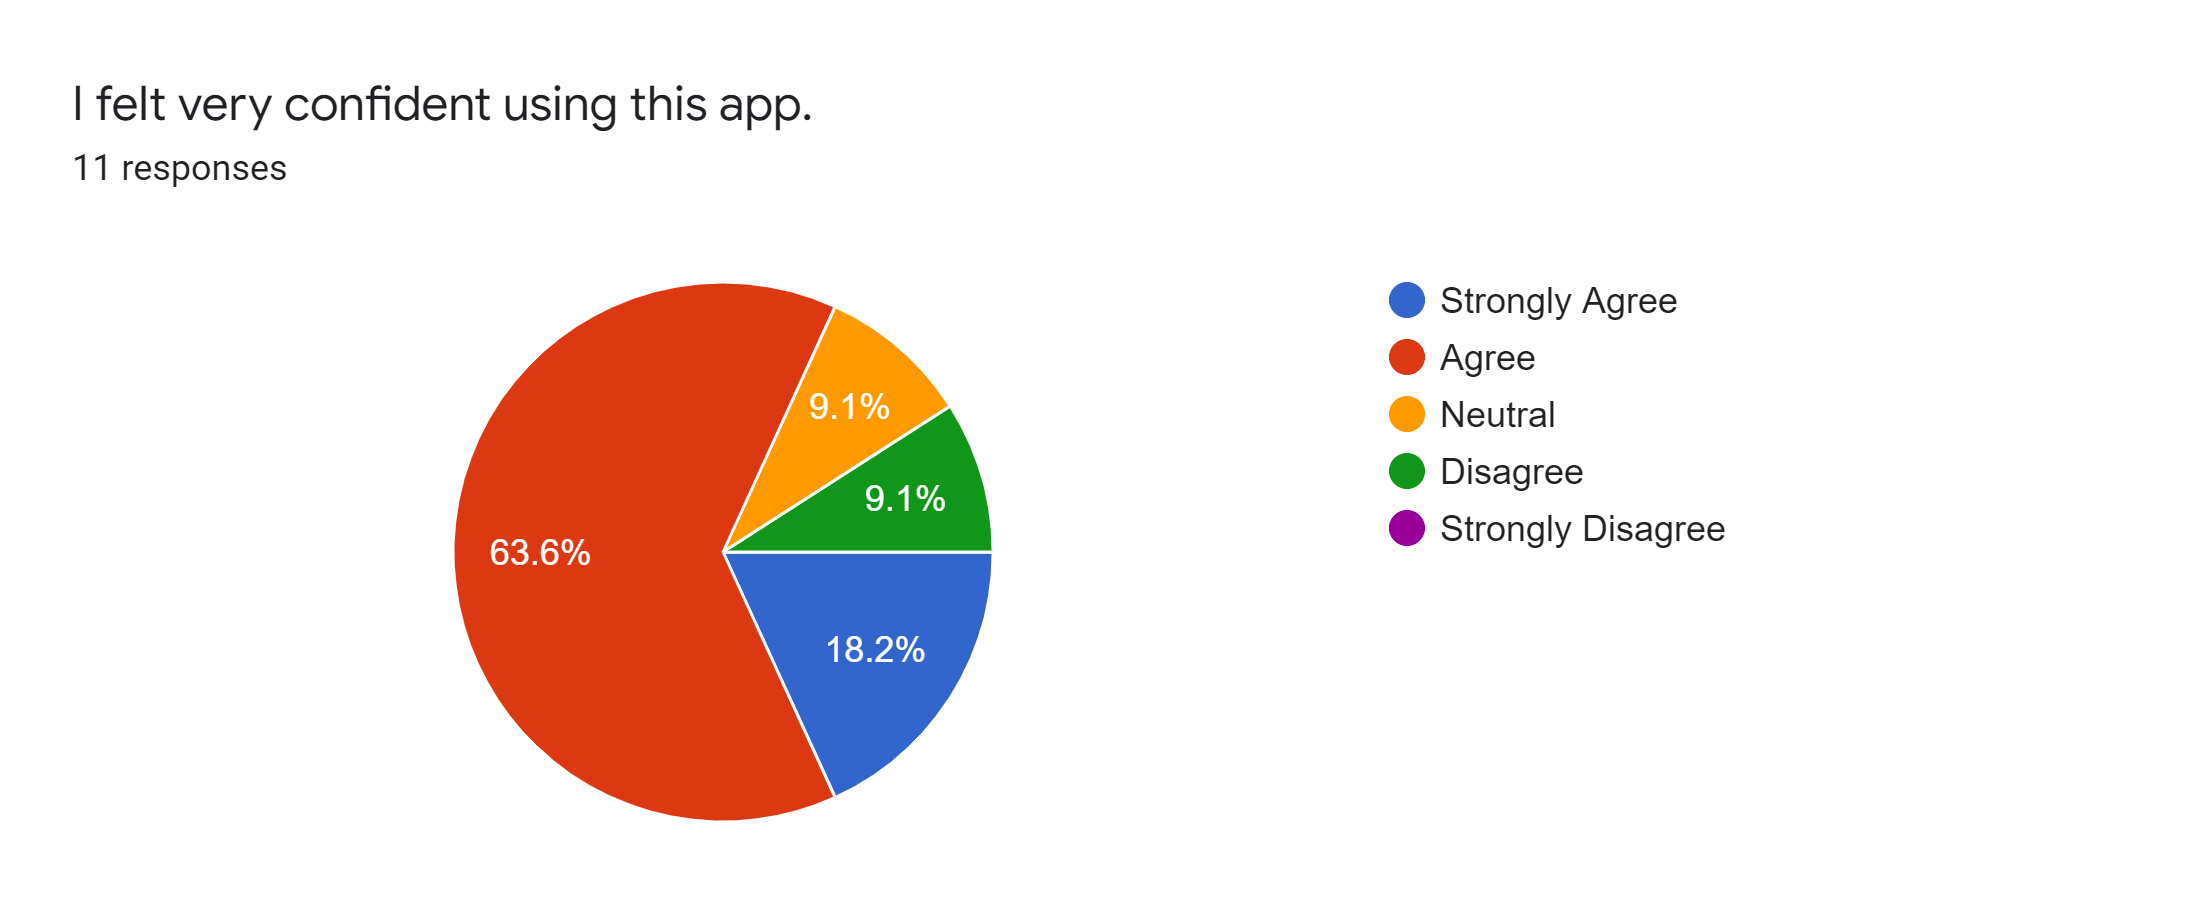 I felt very confident using this app.
11 responses
63.6%
9.1%
9.1%
18.2%
Strongly Agree
Agree
Neutral
Disagree
Strongly Disagree